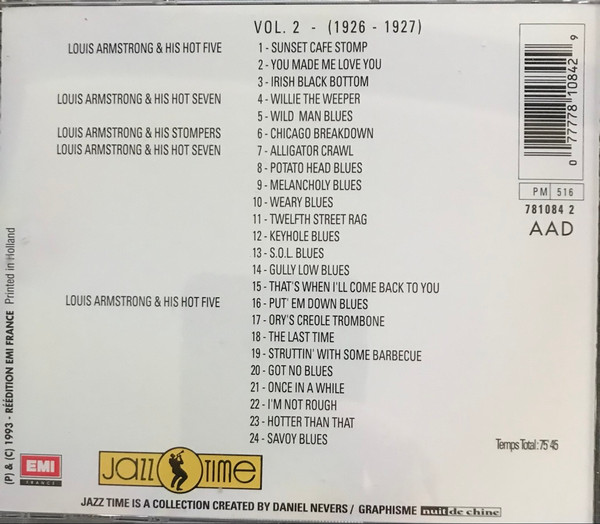 VOL. 2 - (1926 - 1927)
LOUIS ARMSTRONG & HIS HOT FIVE 1 - SUNSET CAFE STOMP
2 - YOU MADE ME LOVE YOU
3 - IRISH BLACK BOTTOM
LOUIS ARMSTRONG & HIS HOT SEVEN 4 - WILLIE THE WEEPER
5 - WILD MAN BLUES
LOUIS ARMSTRONG & HIS STOMPERS 6 - CHICAGO BREAKDOWN
LOUIS ARMSTRONG & HIS HOT SEVEN 7 - ALLIGATOR CRAWL
8 - POTATO HEAD BLUES
9 - MELANCHOLY BLUES
10 - WEARY BLUES
11 - TWELFTH STREET RAG
12 - KEYHOLE BLUES
13 - S.O.L. BLUES
14 - GULLY LOW BLUES
15 - THAT'S WHEN I'LL COME BACK TO YOU
LOUIS ARMSTRONG & HIS HOT FIVE 16 - PUT' EM DOWN BLUES
17 - ORY'S CREOLE TROMBONE
18 - THE LAST TIME
19 - STRUTTIN' WITH SOME BARBECUE
20 - GOT NO BLUES
21 - ONCE IN A WHILE
22 - I'M NOT ROUGH
23 - HOTTER THAN THAT
24 - SAVOY BLUES
0 77778 10842 9
PM 516
781084 2
AAD
Temps Total : 75'45
(P) & (C) 1993 - RÉÉDITION EMI FRANCE Printed in Holland
EMI
FRANCE
JAZZ TIME
JAZZ TIME IS A COLLECTION CREATED BY DANIEL NEVERS / GRAPHISME nuit de chine